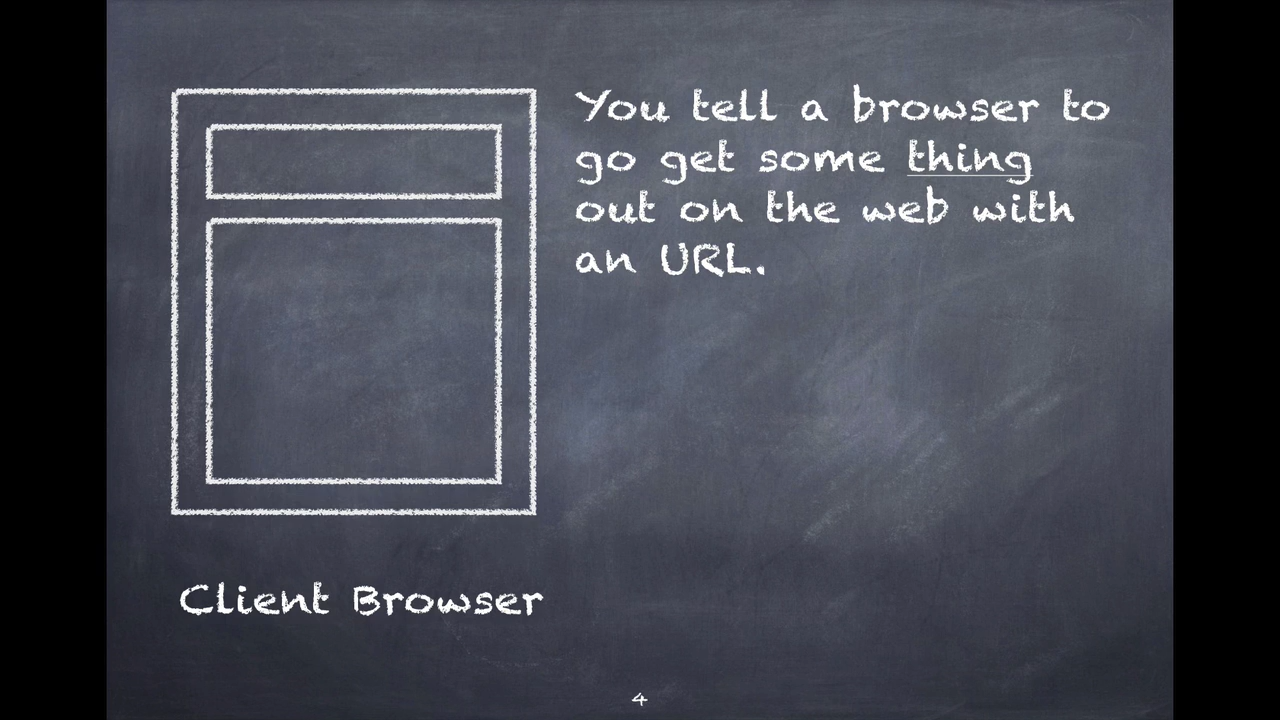 You tell a browser to
go get some thing
out on the web with
an URL.
Client Browser
4